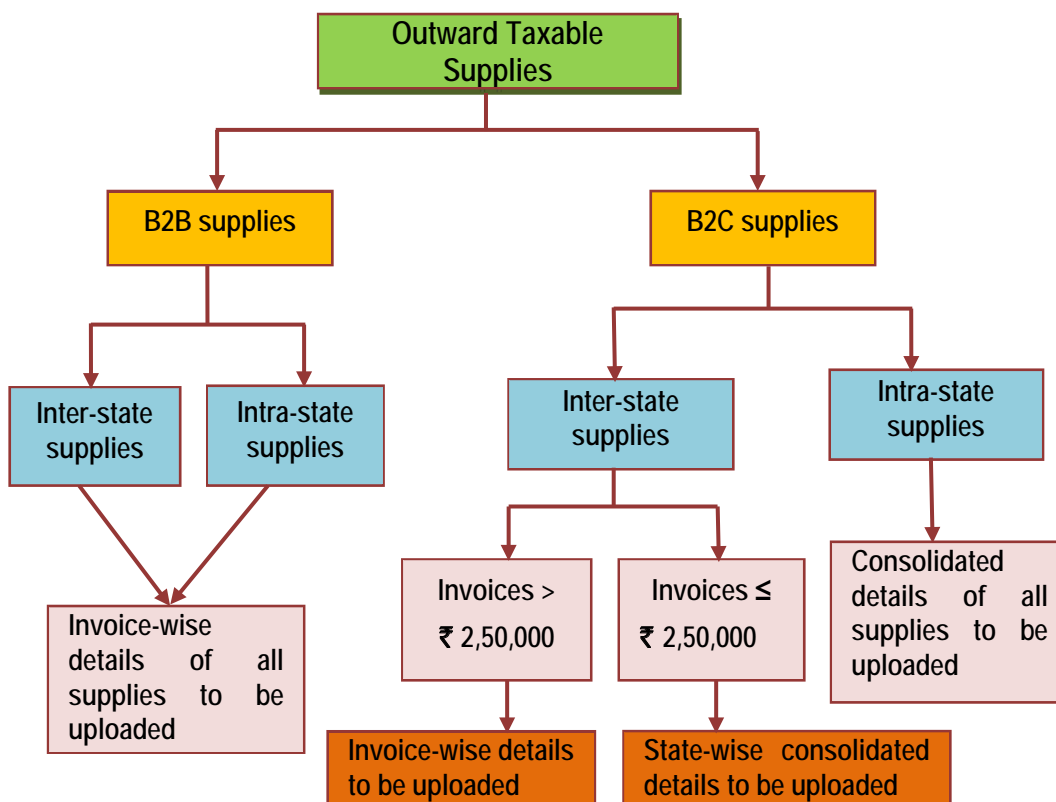 Outward Taxable
Supplies
B2B supplies
B2C supplies
Inter-state
supplies
Intra-state
supplies
Inter-state
supplies
Intra-state
supplies
Invoice-wise
details of all
supplies to be
uploaded
Invoices >
₹ 2,50,000
Invoices ≤
₹ 2,50,000
Consolidated
details of all
supplies to be
uploaded
Invoice-wise details
to be uploaded
State-wise consolidated
details to be uploaded